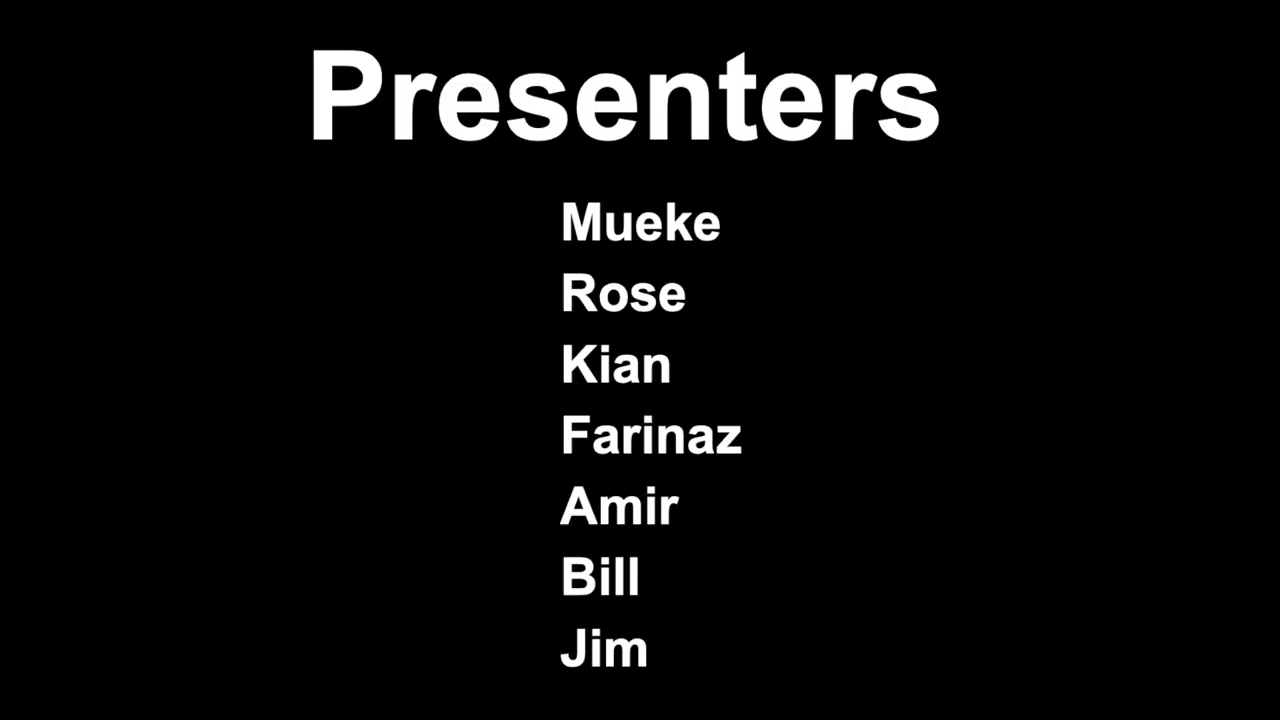 Presenters
Mueke
Rose
Kian
Farinaz
Amir
Bill
Jim